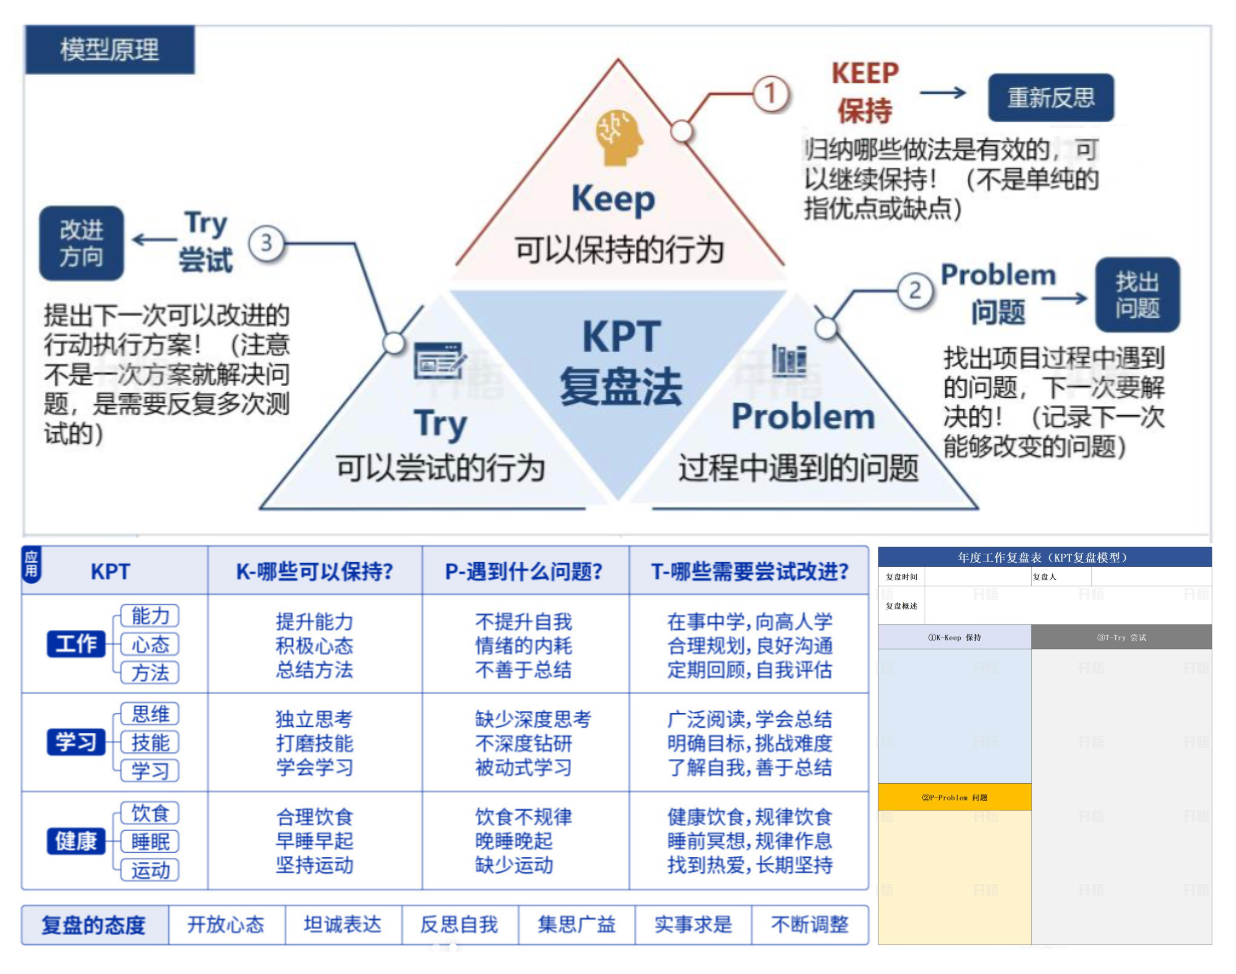 模型原理
1
KEEP
保持
重新反思
归纳哪些做法是有效的，可
以继续保持！（不是单纯的
指优点或缺点）
Keep
可以保持的行为
改进
方向
Try
尝试
3
提出下一次可以改进的
行动执行方案！（注意
不是一次方案就解决问
题，是需要反复多次测
试的）
2
Problem
问题
找出
问题
找出项目过程中遇到
的问题，下一次要解
决的！（记录下一次
能够改变的问题）
KPT
复盘法
Try
可以尝试的行为
Problem
过程中遇到的问题
应用
KPT
K-哪些可以保持？
P-遇到什么问题？
T-哪些需要尝试改进？
工作
能力
心态
方法
提升能力
积极心态
总结方法
不提升自我
情绪的内耗
不善于总结
在事中学，向高人学
合理规划，良好沟通
定期回顾，自我评估
学习
思维
技能
学习
独立思考
打磨技能
学会学习
缺少深度思考
不深度钻研
被动式学习
广泛阅读，学会总结
明确目标，挑战难度
了解自我，善于总结
健康
饮食
睡眠
运动
合理饮食
早睡早起
坚持运动
饮食不规律
晚睡晚起
缺少运动
健康饮食，规律饮食
睡前冥想，规律作息
找到热爱，长期坚持
复盘的态度
开放心态
坦诚表达
反思自我
集思广益
实事求是
不断调整
年度工作复盘表（KPT复盘模型）
复盘时间
复盘人
复盘概述
①K-Keep 保持
③T-Try 尝试
②P-Problem 问题